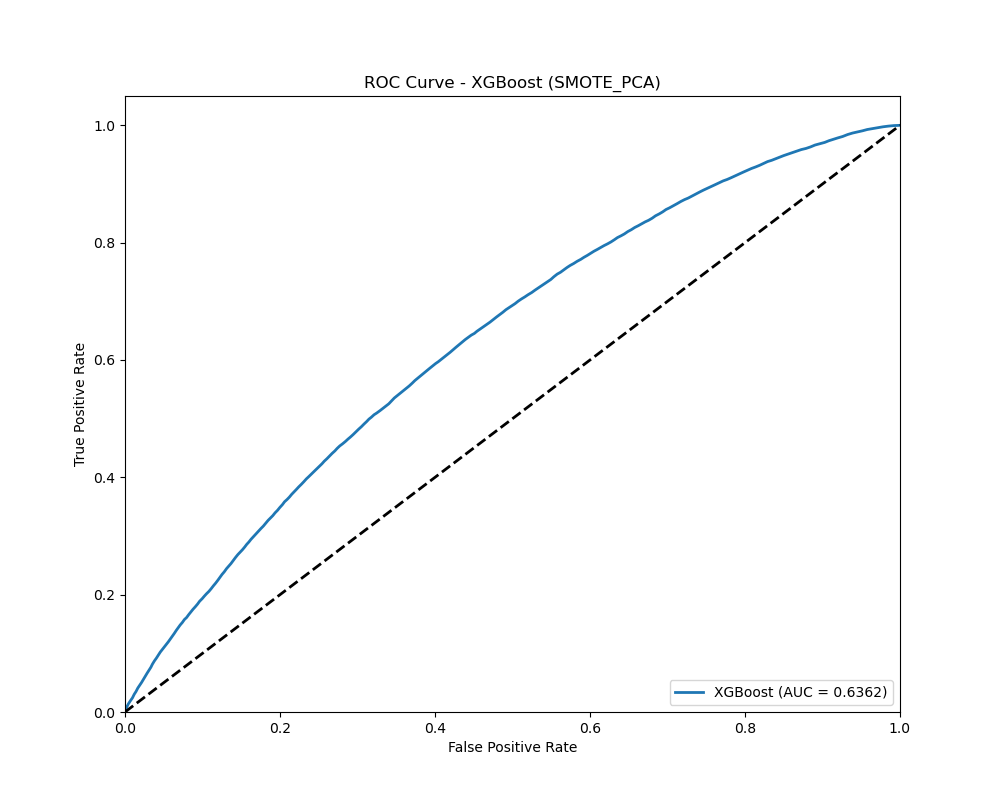 ROC Curve - XGBoost (SMOTE_PCA)
True Positive Rate
1.0
0.8
0.6
0.4
0.2
0.0
0.0 0.2 0.4 0.6 0.8 1.0
False Positive Rate
XGBoost (AUC = 0.6362)